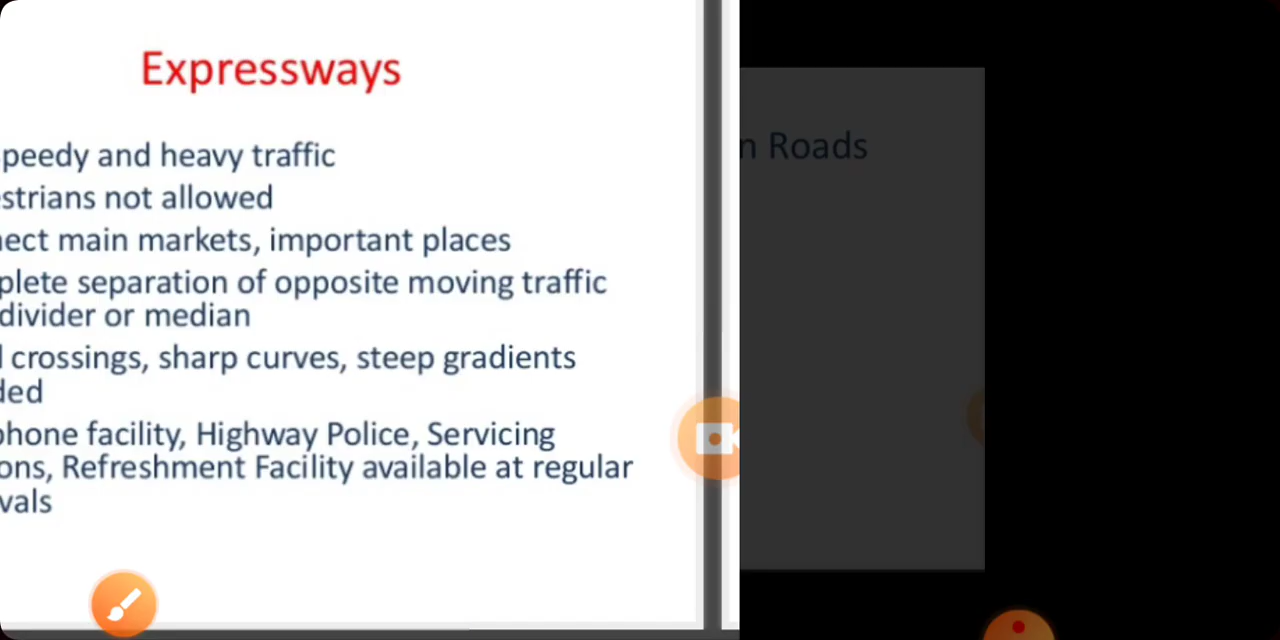 Expressways
peedy and heavy traffic
strians not allowed
ect main markets, important places
plete separation of opposite moving traffic
divider or median
l crossings, sharp curves, steep gradients
ded
phone facility, Highway Police, Servicing
ons, Refreshment Facility available at regular
vals
n Roads